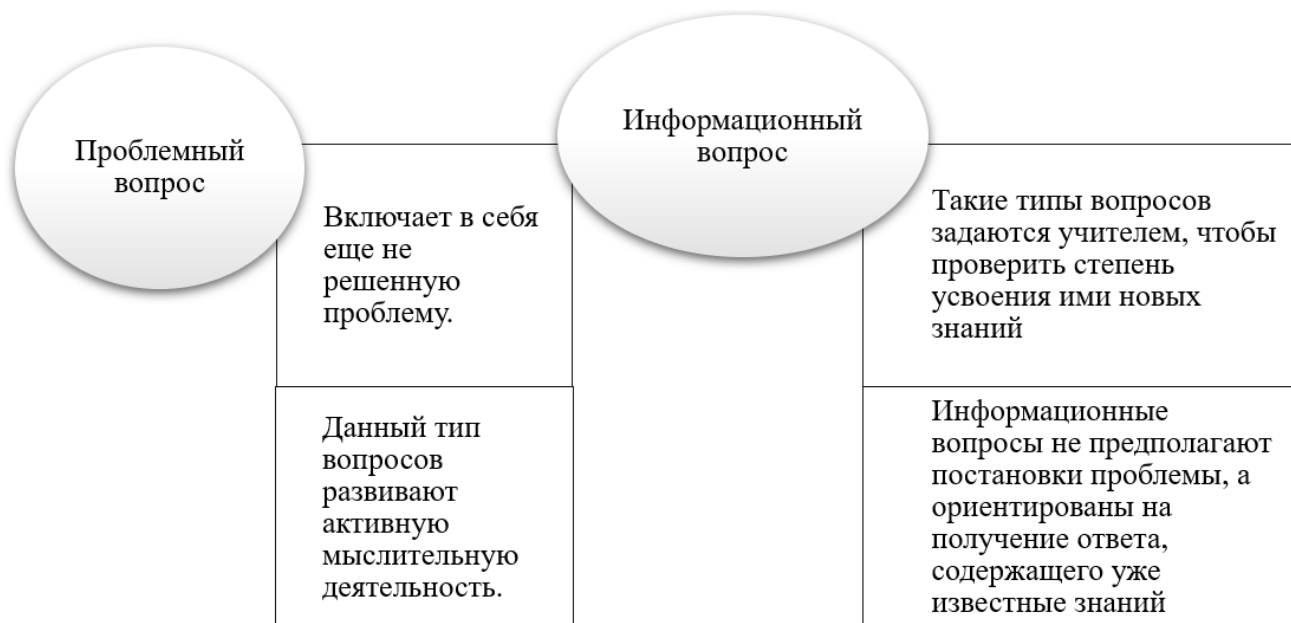 Проблемный
вопрос
Включает в себя
еще не
решенную
проблему.
Данный тип
вопросов
развивают
активную
мыслительную
деятельность.
Информационный
вопрос
Такие типы вопросов
задаются учителем, чтобы
проверить степень
усвоения ими новых
знаний
Информационные
вопросы не предполагают
постановки проблемы, а
ориентированы на
получение ответа,
содержащего уже
известные знаний